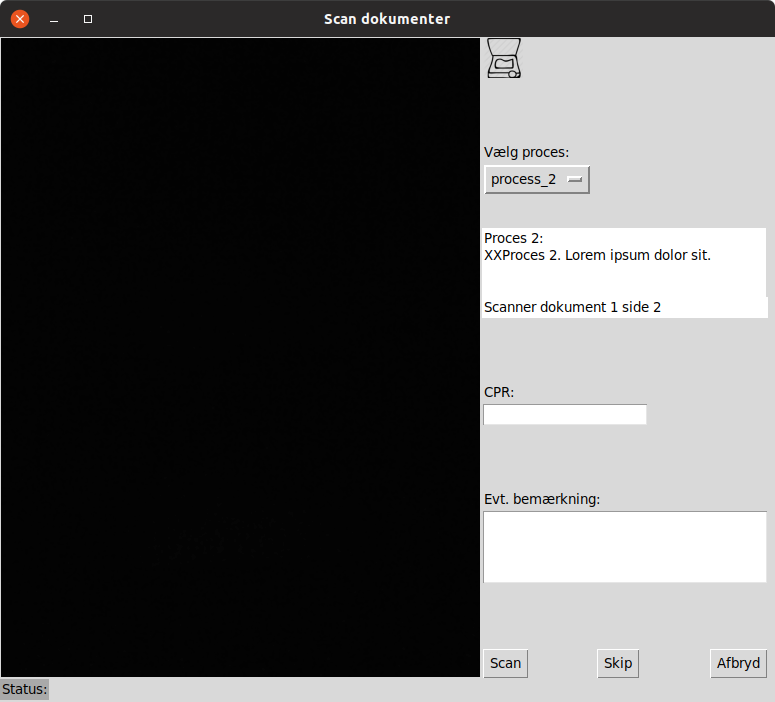 Scan dokumenter
Vælg proces:
process_2
Proces 2:
XXProces 2. Lorem ipsum dolor sit.
Scanner dokument 1 side 2
CPR:
Evt. bemærkning:
Scan Skip Afbryd
Status: